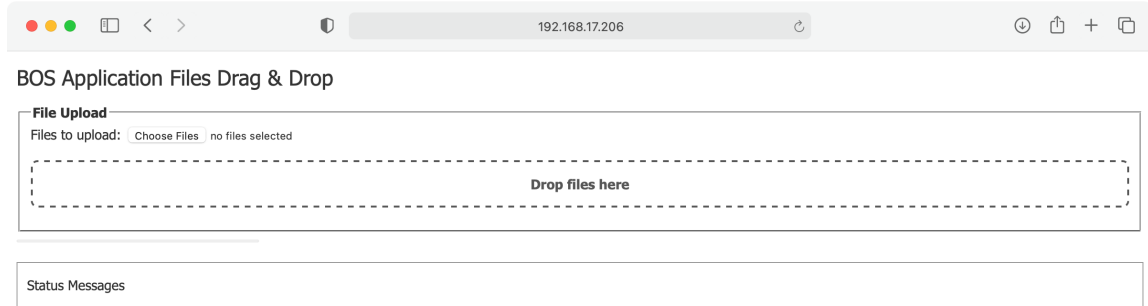 192.168.17.206
BOS Application Files Drag & Drop
File Upload
Files to upload: Choose Files no files selected
Drop files here
Status Messages